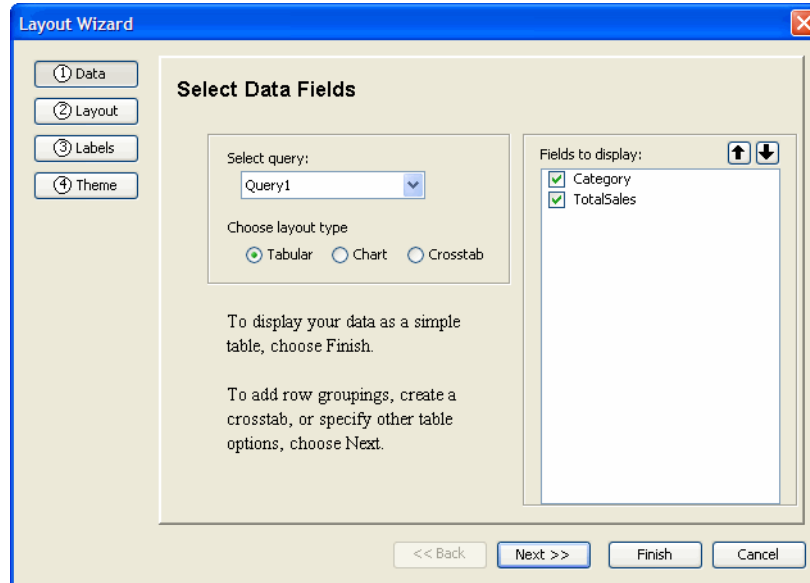 Layout Wizard
① Data
② Layout
③ Labels
④ Theme
Select Data Fields
Select query:
Query1
Choose layout type
Tabular Chart Crosstab
To display your data as a simple
table, choose Finish.
To add row groupings, create a
crosstab, or specify other table
options, choose Next.
Fields to display:
Category
TotalSales
<< Back Next >> Finish Cancel